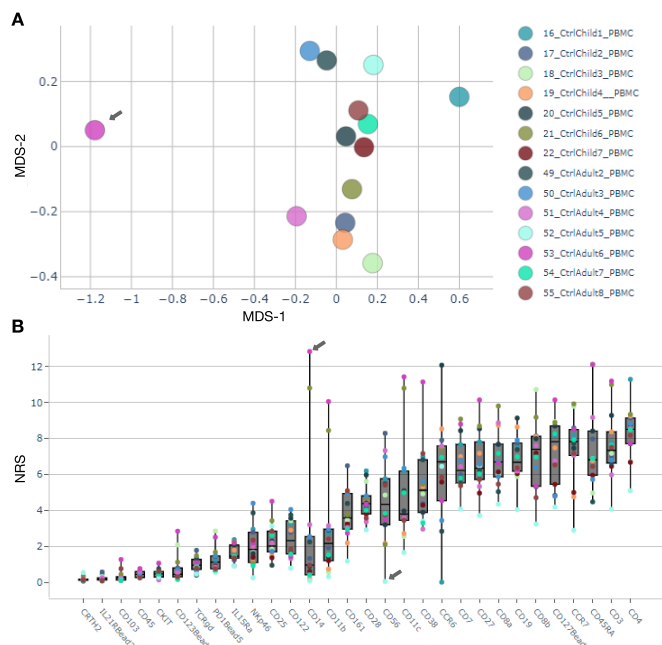 A
0.2
0
−0.2
−0.4
MDS-2
−1.2
−1
−0.8
−0.6
−0.4
−0.2
0
0.2
0.4
0.6
MDS-1
16_CtrlChild1_PBMC
17_CtrlChild2_PBMC
18_CtrlChild3_PBMC
19_CtrlChild4__PBMC
20_CtrlChild5_PBMC
21_CtrlChild6_PBMC
22_CtrlChild7_PBMC
49_CtrlAdult2_PBMC
50_CtrlAdult3_PBMC
51_CtrlAdult4_PBMC
52_CtrlAdult5_PBMC
53_CtrlAdult6_PBMC
54_CtrlAdult7_PBMC
55_CtrlAdult8_PBMC
B
12
10
8
6
4
2
0
NRS
CRTH2
CD103
CD45
CKIT
CD123Bead
TCRgd
PD1Bead5
IL15Ra
NKp46
CD25
CD122
CD14
CD11b
CD161
CD28
CD56
CD11c
CD38
CCR6
CD7
CD27
CD8a
CD19
CD8b
CD127Bead
CCR7
CD45RA
CD3
CD4